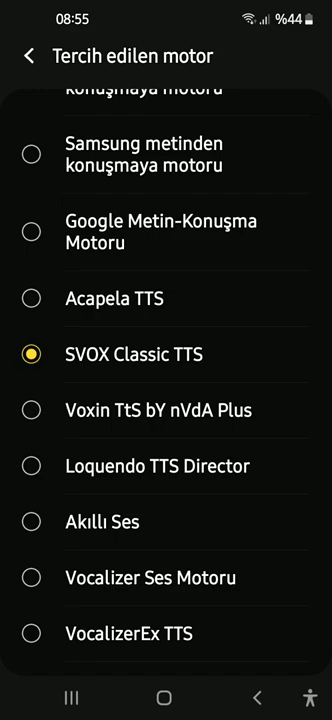 08:55
%44
Tercih edilen motor
konuşmaya motoru
Samsung metinden
konuşmaya motoru
Google Metin-Konuşma
Motoru
Acapela TTS
SVOX Classic TTS
Voxin TtS bY nVdA Plus
Loquendo TTS Director
Akıllı Ses
Vocalizer Ses Motoru
VocalizerEx TTS